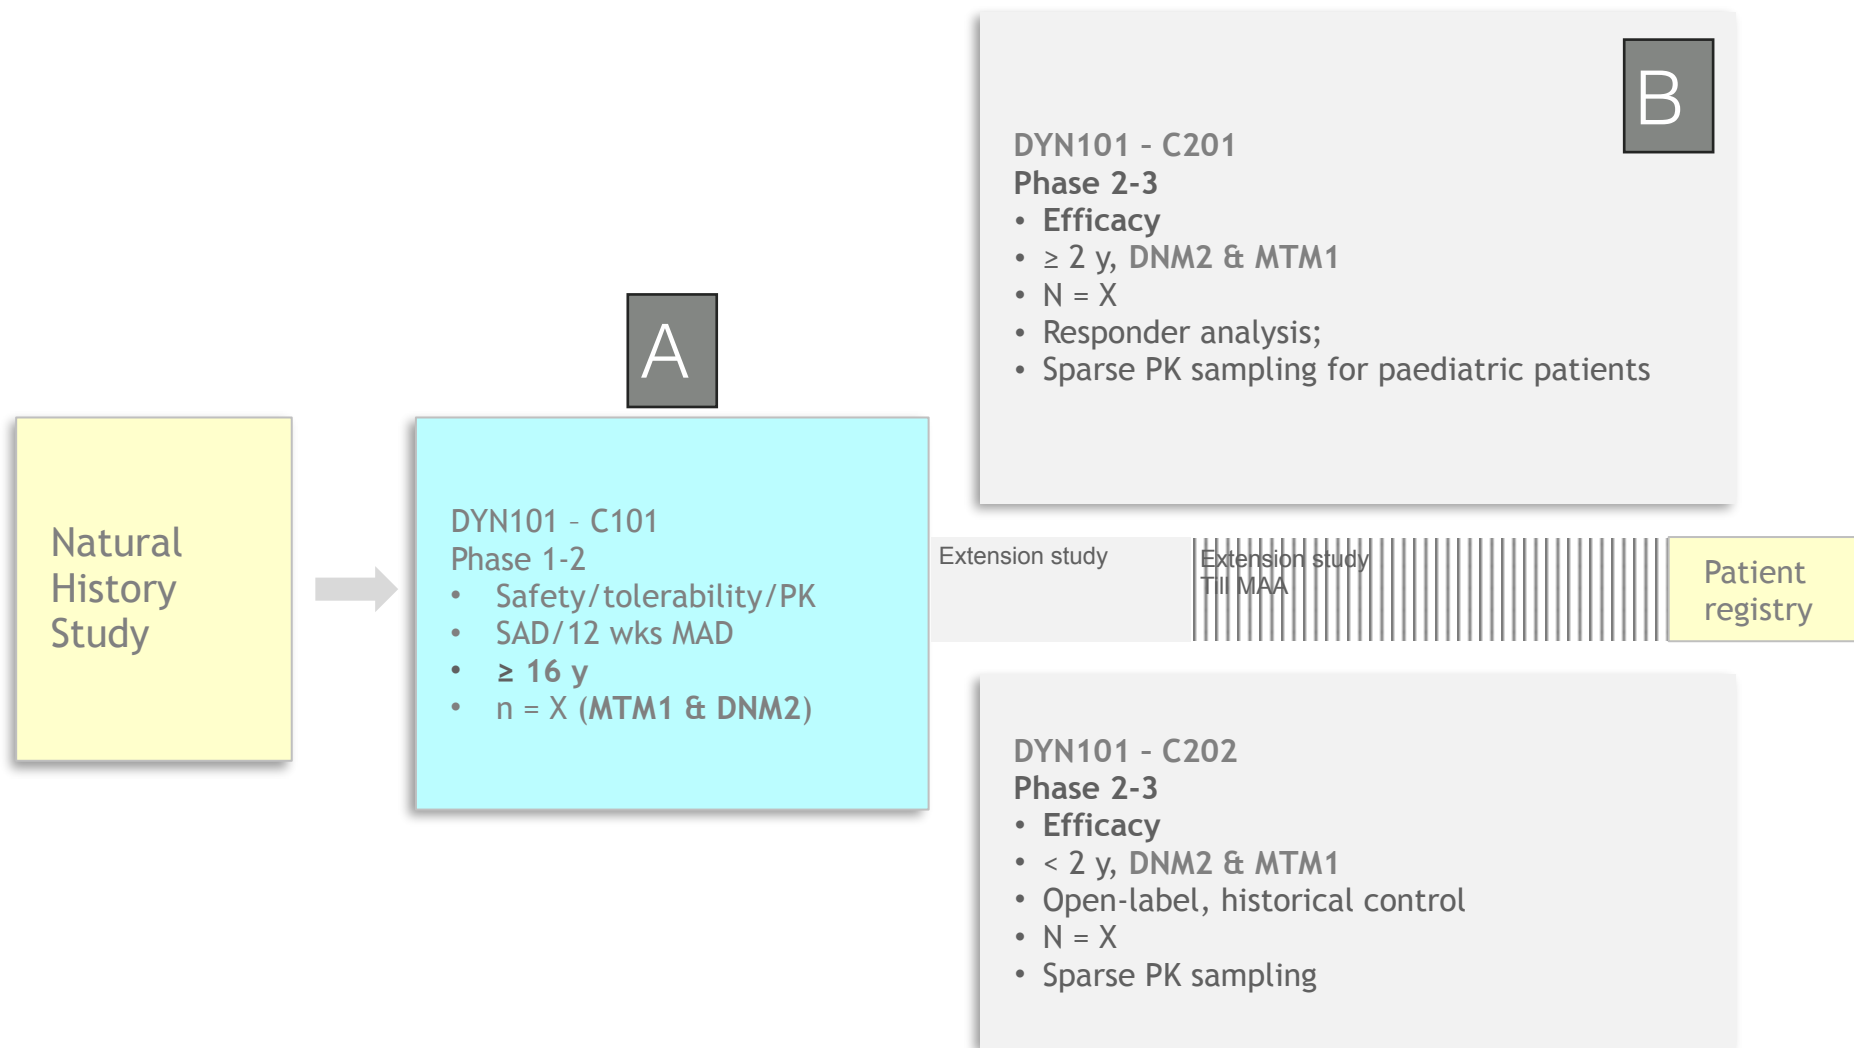 Natural
History
Study
A
DYN101 – C101
Phase 1-2
• Safety/tolerability/PK
• SAD/12 wks MAD
• ≥ 16 y
• n = X (MTM1 & DNM2)
B
DYN101 – C201
Phase 2-3
• Efficacy
• ≥ 2 y, DNM2 & MTM1
• N = X
• Responder analysis;
• Sparse PK sampling for paediatric patients
Extension study
Extension study
Till MAA
Patient
registry
DYN101 – C202
Phase 2-3
• Efficacy
• < 2 y, DNM2 & MTM1
• Open-label, historical control
• N = X
• Sparse PK sampling